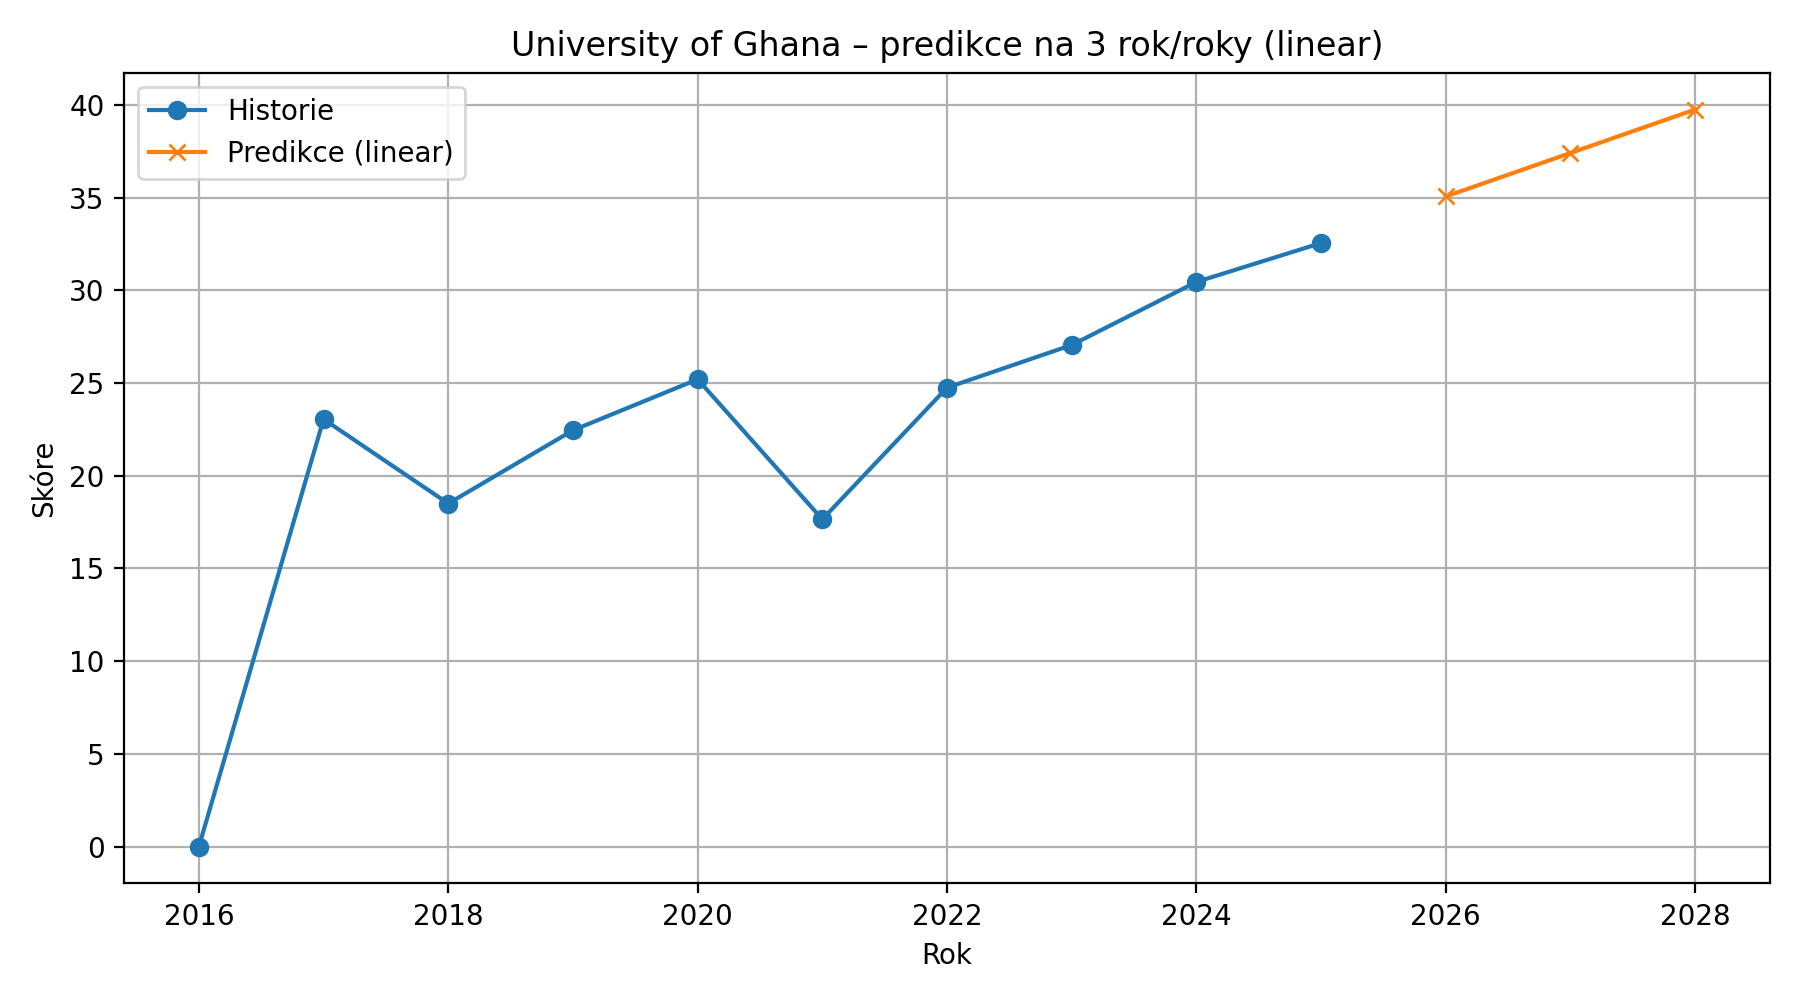 University of Ghana – predikce na 3 rok/roky (linear)
Historie
Predikce (linear)
40
35
30
25
20
15
10
5
0
Skóre
2016 2018 2020 2022 2024 2026 2028
Rok